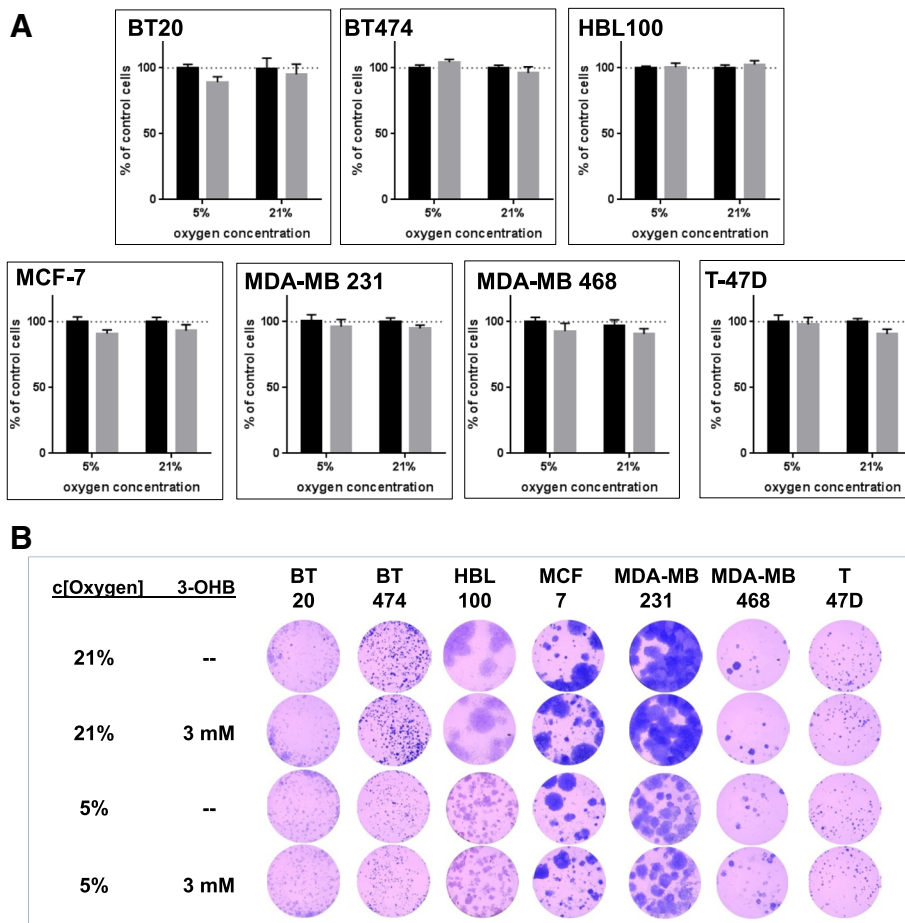 A
BT20
% of control cells
100
50
0
5% 21%
oxygen concentration
BT474
% of control cells
100
50
0
5% 21%
oxygen concentration
HBL100
% of control cells
100
50
0
5% 21%
oxygen concentration
MCF-7
% of control cells
100
50
0
5% 21%
oxygen concentration
MDA-MB 231
% of control cells
100
50
0
5% 21%
oxygen concentration
MDA-MB 468
% of control cells
100
50
0
5% 21%
oxygen concentration
T-47D
% of control cells
100
50
0
5% 21%
oxygen concentration
B
c[Oxygen] 3-OHB BT BT HBL MCF MDA-MB MDA-MB T
20 474 100 7 231 468 47D
21% --
21% 3 mM
5% --
5% 3 mM